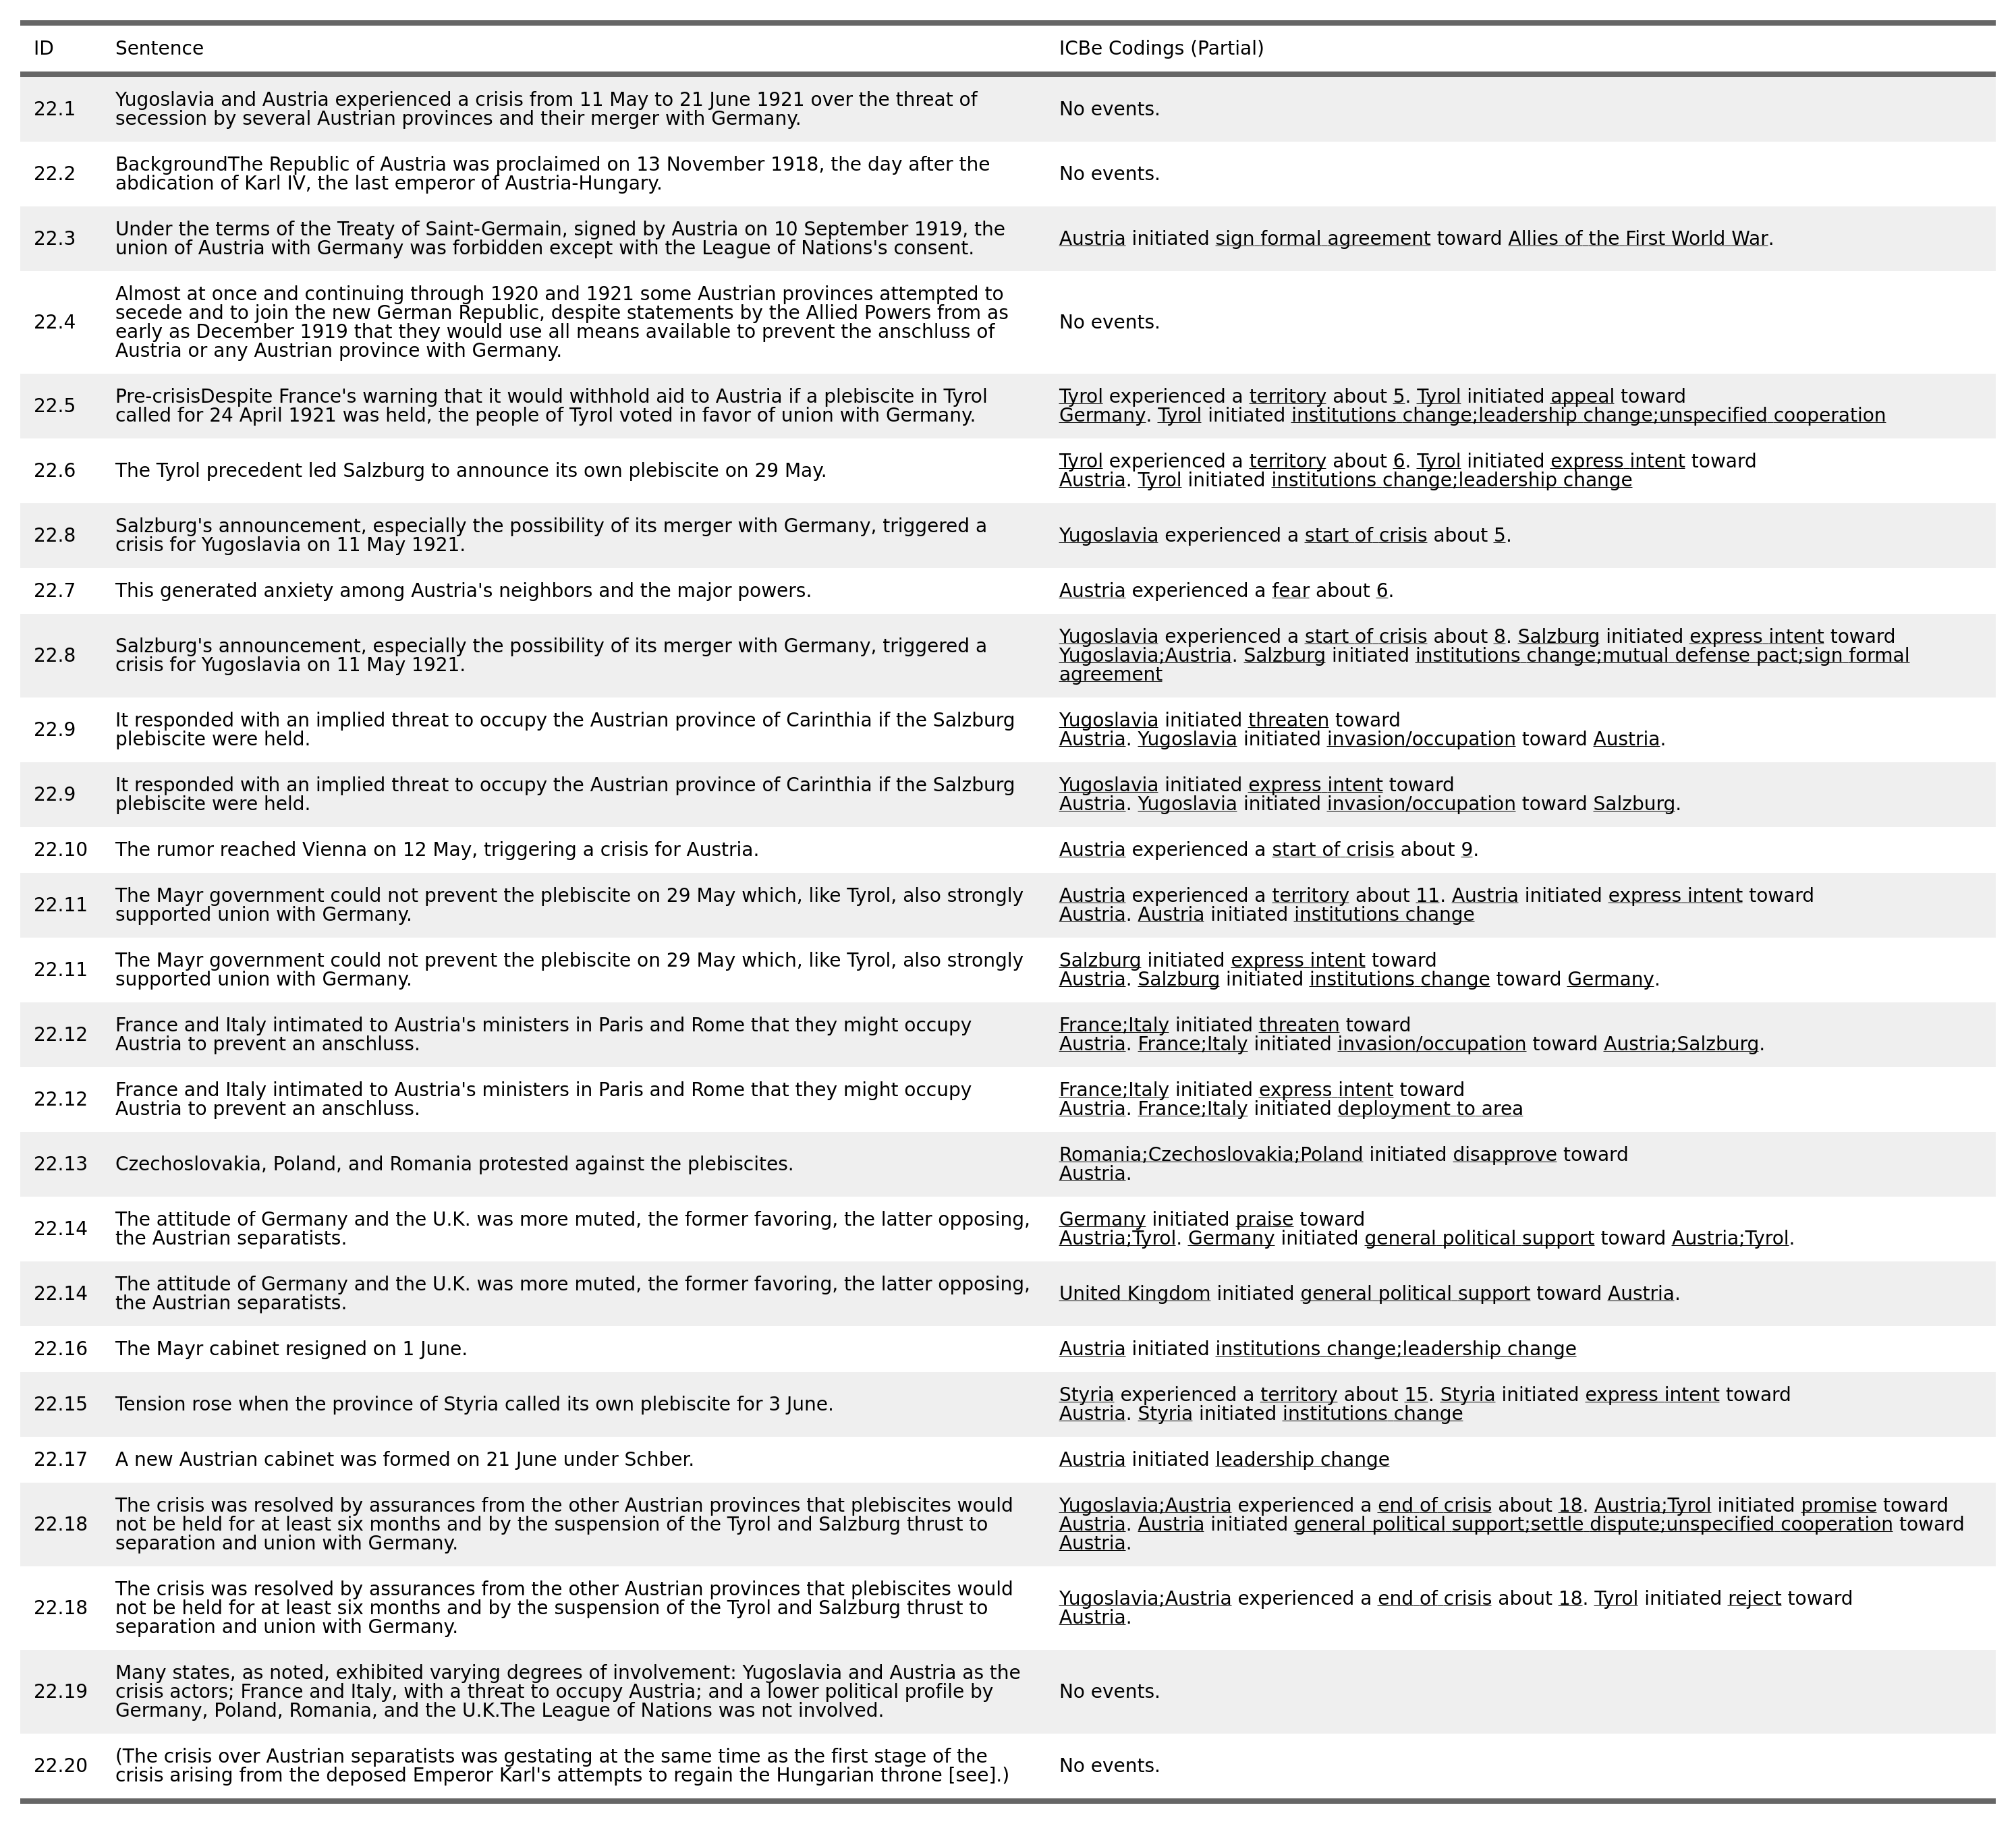 ID Sentence ICBe Codings (Partial)
22.1 Yugoslavia and Austria experienced a crisis from 11 May to 21 June 1921 over the threat of
secession by several Austrian provinces and their merger with Germany. No events.
22.2 BackgroundThe Republic of Austria was proclaimed on 13 November 1918, the day after the
abdication of Karl IV, the last emperor of Austria-Hungary. No events.
22.3 Under the terms of the Treaty of Saint-Germain, signed by Austria on 10 September 1919, the
union of Austria with Germany was forbidden except with the League of Nations's consent. Austria initiated sign formal agreement toward Allies of the First World War.
22.4 Almost at once and continuing through 1920 and 1921 some Austrian provinces attempted to
secede and to join the new German Republic, despite statements by the Allied Powers from as
early as December 1919 that they would use all means available to prevent the anschluss of
Austria or any Austrian province with Germany. No events.
22.5 Pre-crisisDespite France's warning that it would withhold aid to Austria if a plebiscite in Tyrol
called for 24 April 1921 was held, the people of Tyrol voted in favor of union with Germany.
Tyrol experienced a territory about 5. Tyrol initiated appeal toward
Germany. Tyrol initiated institutions change;leadership change;unspecified cooperation
22.6 The Tyrol precedent led Salzburg to announce its own plebiscite on 29 May.
Tyrol experienced a territory about 6. Tyrol initiated express intent toward
Austria. Tyrol initiated institutions change;leadership change
22.8 Salzburg's announcement, especially the possibility of its merger with Germany, triggered a
crisis for Yugoslavia on 11 May 1921. Yugoslavia experienced a start of crisis about 5.
22.7 This generated anxiety among Austria's neighbors and the major powers. Austria experienced a fear about 6.
22.8 Salzburg's announcement, especially the possibility of its merger with Germany, triggered a
crisis for Yugoslavia on 11 May 1921.
Yugoslavia experienced a start of crisis about 8. Salzburg initiated express intent toward
Yugoslavia;Austria. Salzburg initiated institutions change;mutual defense pact;sign formal
agreement
22.9 It responded with an implied threat to occupy the Austrian province of Carinthia if the Salzburg
plebiscite were held.
Yugoslavia initiated threaten toward
Austria. Yugoslavia initiated invasion/occupation toward Austria.
22.9 It responded with an implied threat to occupy the Austrian province of Carinthia if the Salzburg
plebiscite were held.
Yugoslavia initiated express intent toward
Austria. Yugoslavia initiated invasion/occupation toward Salzburg.
22.10 The rumor reached Vienna on 12 May, triggering a crisis for Austria. Austria experienced a start of crisis about 9.
22.11 The Mayr government could not prevent the plebiscite on 29 May which, like Tyrol, also strongly
supported union with Germany.
Austria experienced a territory about 11. Austria initiated express intent toward
Austria. Austria initiated institutions change
22.11 The Mayr government could not prevent the plebiscite on 29 May which, like Tyrol, also strongly
supported union with Germany.
Salzburg initiated express intent toward
Austria. Salzburg initiated institutions change toward Germany.
22.12 France and Italy intimated to Austria's ministers in Paris and Rome that they might occupy
Austria to prevent an anschluss.
France;Italy initiated threaten toward
Austria. France;Italy initiated invasion/occupation toward Austria;Salzburg.
22.12 France and Italy intimated to Austria's ministers in Paris and Rome that they might occupy
Austria to prevent an anschluss.
France;Italy initiated express intent toward
Austria. France;Italy initiated deployment to area
22.13 Czechoslovakia, Poland, and Romania protested against the plebiscites.
Romania;Czechoslovakia;Poland initiated disapprove toward
Austria.
22.14 The attitude of Germany and the U.K. was more muted, the former favoring, the latter opposing,
the Austrian separatists.
Germany initiated praise toward
Austria;Tyrol. Germany initiated general political support toward Austria;Tyrol.
22.14 The attitude of Germany and the U.K. was more muted, the former favoring, the latter opposing,
the Austrian separatists. United Kingdom initiated general political support toward Austria.
22.16 The Mayr cabinet resigned on 1 June. Austria initiated institutions change;leadership change
22.15 Tension rose when the province of Styria called its own plebiscite for 3 June.
Styria experienced a territory about 15. Styria initiated express intent toward
Austria. Styria initiated institutions change
22.17 A new Austrian cabinet was formed on 21 June under Schber. Austria initiated leadership change
22.18 The crisis was resolved by assurances from the other Austrian provinces that plebiscites would
not be held for at least six months and by the suspension of the Tyrol and Salzburg thrust to
separation and union with Germany.
Yugoslavia;Austria experienced a end of crisis about 18. Austria;Tyrol initiated promise toward
Austria. Austria initiated general political support;settle dispute;unspecified cooperation toward
Austria.
22.18 The crisis was resolved by assurances from the other Austrian provinces that plebiscites would
not be held for at least six months and by the suspension of the Tyrol and Salzburg thrust to
separation and union with Germany.
Yugoslavia;Austria experienced a end of crisis about 18. Tyrol initiated reject toward
Austria.
22.19 Many states, as noted, exhibited varying degrees of involvement: Yugoslavia and Austria as the
crisis actors; France and Italy, with a threat to occupy Austria; and a lower political profile by
Germany, Poland, Romania, and the U.K.The League of Nations was not involved. No events.
22.20 (The crisis over Austrian separatists was gestating at the same time as the first stage of the
crisis arising from the deposed Emperor Karl's attempts to regain the Hungarian throne [see].) No events.